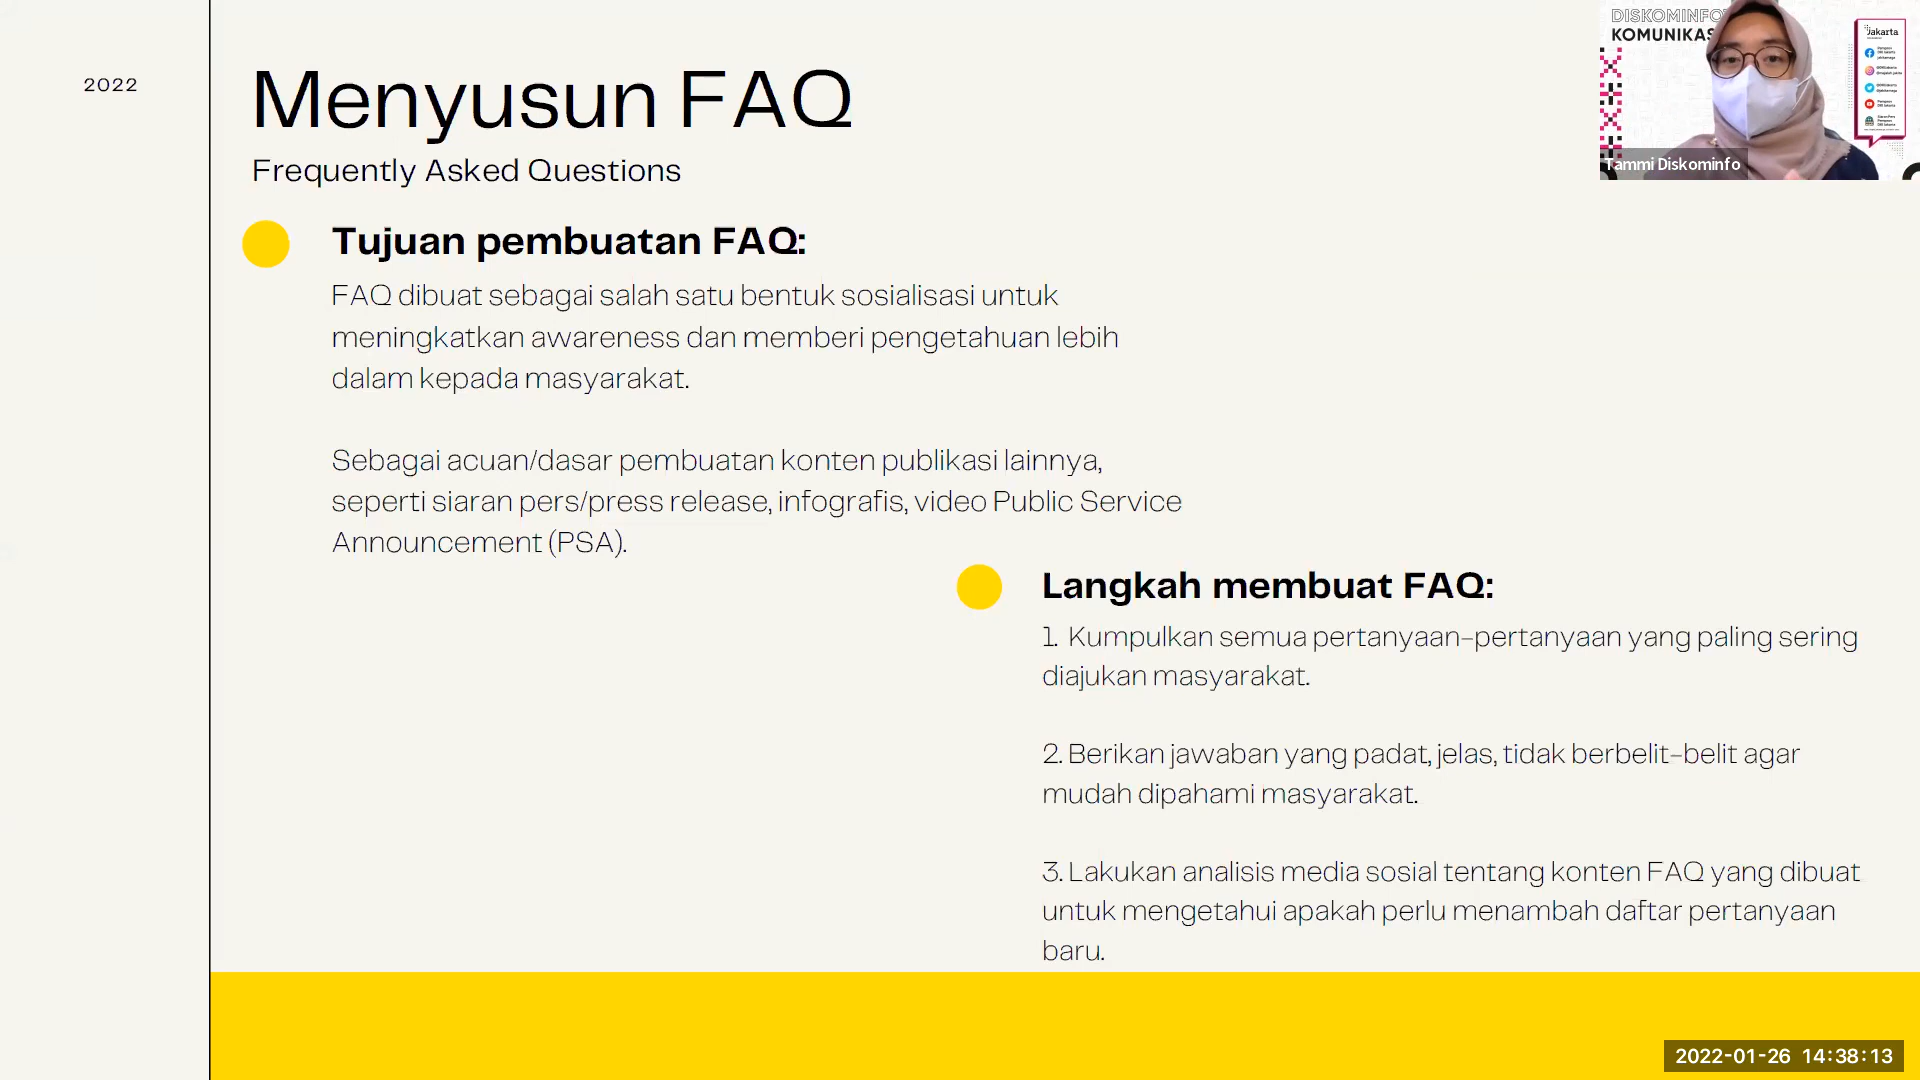 2022
Menyusun FAQ
Frequently Asked Questions
Tujuan pembuatan FAQ:
FAQ dibuat sebagai salah satu bentuk sosialisasi untuk
meningkatkan awareness dan memberi pengetahuan lebih
dalam kepada masyarakat.
Sebagai acuan/dasar pembuatan konten publikasi lainnya,
seperti siaran pers/press release, infografis, video Public Service
Announcement (PSA).
Langkah membuat FAQ:
1. Kumpulkan semua pertanyaan-pertanyaan yang paling sering
diajukan masyarakat.
2. Berikan jawaban yang padat, jelas, tidak berbelit-belit agar
mudah dipahami masyarakat.
3. Lakukan analisis media sosial tentang konten FAQ yang dibuat
untuk mengetahui apakah perlu menambah daftar pertanyaan
baru.
DISKOMINFO
KOMUNIKAS
Jakarta
Tammi Diskominfo
2022-01-26 14:38:13